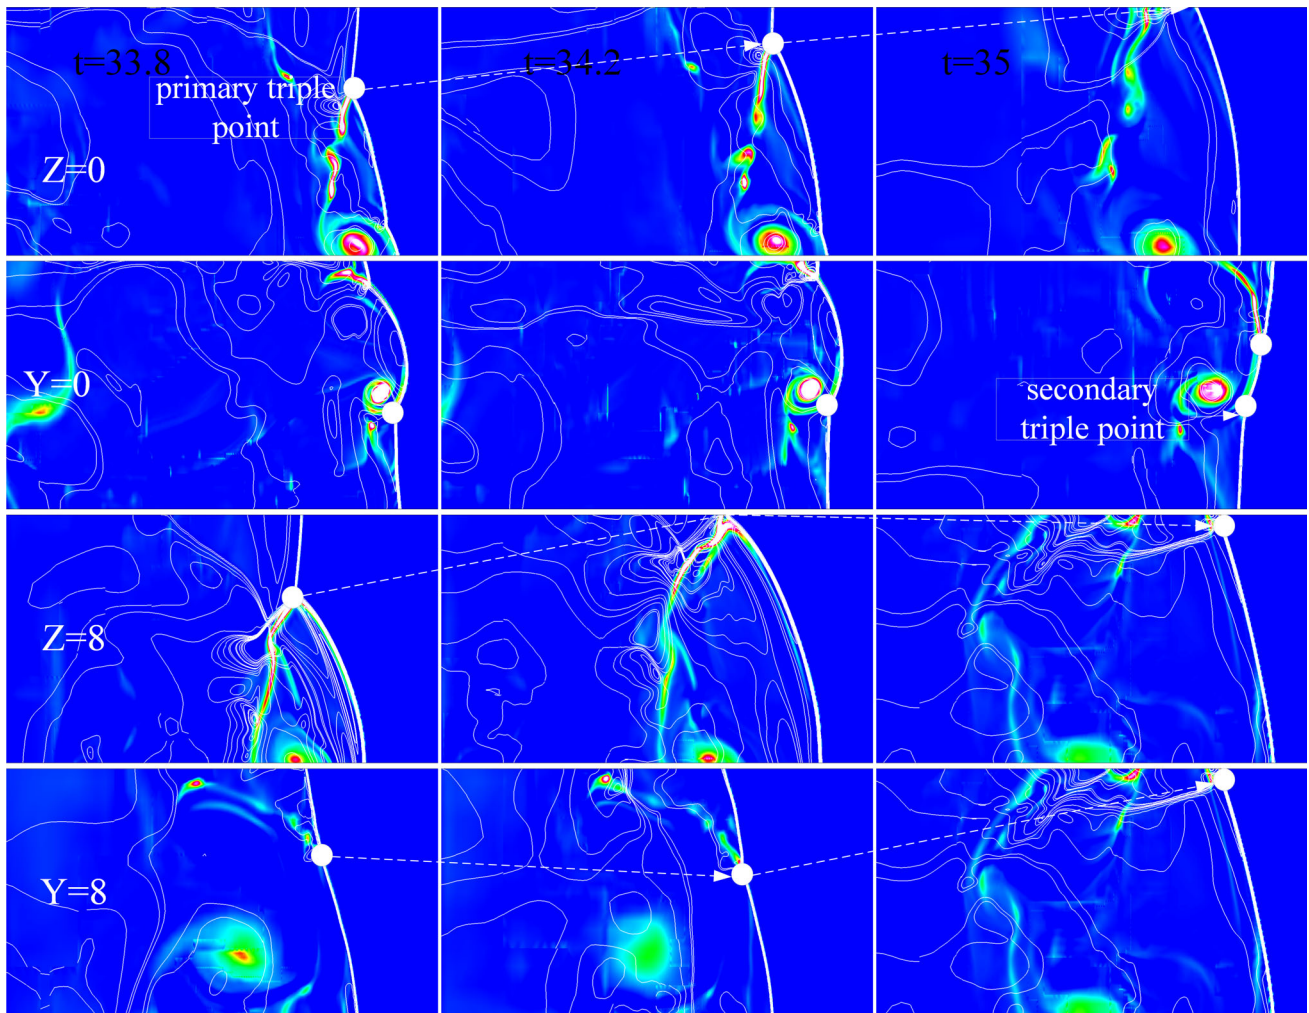 t=33.8
t=34.2
t=35
primary triple
point
Z=0
Y=0
secondary
triple point
Z=8
Y=8